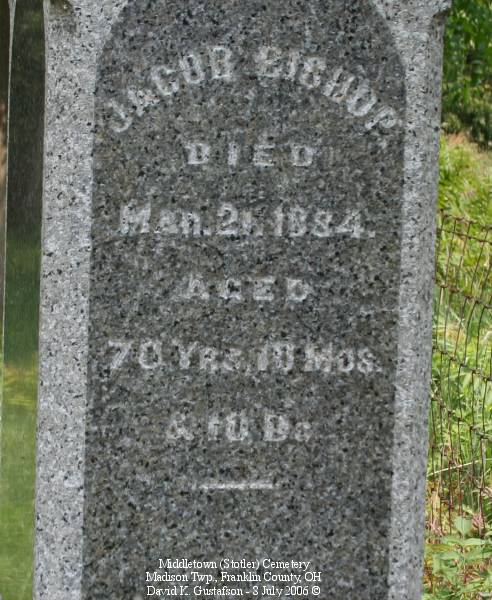 JACOB BISHOP.
DIED
MAR. 21. 1884.
AGED
70 YRS. 10 MOS.
& 10 Ds
Middletown (Stotler) Cemetery
Madison Twp., Franklin County, OH
David K. Gustafson - 8 July 2006 ©